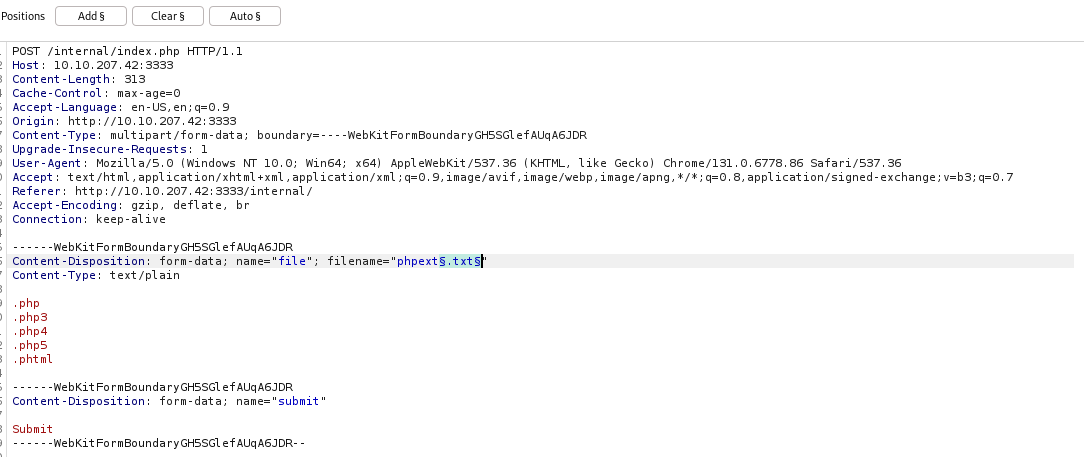 Positions Add § Clear § Auto §
POST /internal/index.php HTTP/1.1
Host: 10.10.207.42:3333
Content-Length: 313
Cache-Control: max-age=0
Accept-Language: en-US,en;q=0.9
Origin: http://10.10.207.42:3333
Content-Type: multipart/form-data; boundary=----WebKitFormBoundaryGH5SGlefAUqA6JDR
Upgrade-Insecure-Requests: 1
User-Agent: Mozilla/5.0 (Windows NT 10.0; Win64; x64) AppleWebKit/537.36 (KHTML, like Gecko) Chrome/131.0.6778.86 Safari/537.36
Accept: text/html,application/xhtml+xml,application/xml;q=0.9,image/avif,image/webp,image/apng,*/*;q=0.8,application/signed-exchange;v=b3;q=0.7
Referer: http://10.10.207.42:3333/internal/
Accept-Encoding: gzip, deflate, br
Connection: keep-alive
------WebKitFormBoundaryGH5SGlefAUqA6JDR
Content-Disposition: form-data; name="file"; filename="phpext§.txt§"
Content-Type: text/plain
.php
.php3
.php4
.php5
.phtml
------WebKitFormBoundaryGH5SGlefAUqA6JDR
Content-Disposition: form-data; name="submit"
Submit
------WebKitFormBoundaryGH5SGlefAUqA6JDR--